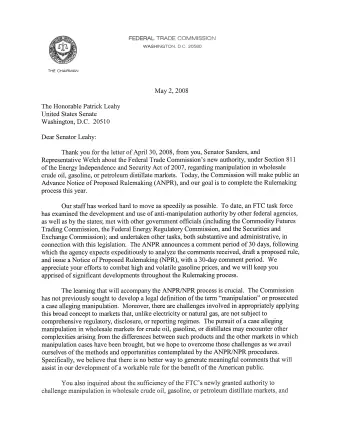 FEDERAL TRADE COMMISSION
WASHINGTON, D.C. 20580
THE CHAIRMAN
May 2, 2008
The Honorable Patrick Leahy
United States Senate
Washington, D.C. 20510
Dear Senator Leahy:
Thank you for the letter of April 30, 2008, from you, Senator Sanders, and
Representative Welch about the Federal Trade Commission's new authority, under Section 811
of the Energy Independence and Security Act of 2007, regarding manipulation in wholesale
crude oil, gasoline, or petroleum distillate markets. Today, the Commission will make public an
Advance Notice of Proposed Rulemaking (ANPR), and our goal is to complete the Rulemaking
process this year.
Our staff has worked hard to move as speedily as possible. To date, an FTC task force
has examined the development and use of anti-manipulation authority by other federal agencies,
as well as by the states; met with other government officials (including the Commodity Futures
Trading Commission, the Federal Energy Regulatory Commission, and the Securities and
Exchange Commission); and undertaken other tasks, both substantive and administrative, in
connection with this legislation. The ANPR announces a comment period of 30 days, following
which the agency expects expeditiously to analyze the comments received, draft a proposed rule,
and issue a Notice of Proposed Rulemaking (NPR), with a 30-day comment period. We
appreciate your efforts to combat high and volatile gasoline prices, and we will keep you
apprised of significant developments throughout the Rulemaking process.
The learning that will accompany the ANPR/NPR process is crucial. The Commission
has not previously sought to develop a legal definition of the term "manipulation" or prosecuted
a case alleging manipulation. Moreover, there are challenges involved in appropriately applying
this broad concept to markets that, unlike electricity or natural gas, are not subject to
comprehensive regulatory, disclosure, or reporting regimes. The pursuit of a case alleging
manipulation in wholesale markets for crude oil, gasoline, or distillates may encounter other
complexities arising from the differences between such products and the other markets in which
manipulation cases have been brought, but we hope to overcome those challenges as we avail
ourselves of the methods and opportunities contemplated by the ANPR/NPR procedures.
Specifically, we believe that there is no better way to generate meaningful comments that will
assist in our development of a workable rule for the benefit of the American public.
You also inquired about the sufficiency of the FTC's newly granted authority to
challenge manipulation in wholesale crude oil, gasoline, or petroleum distillate markets, and